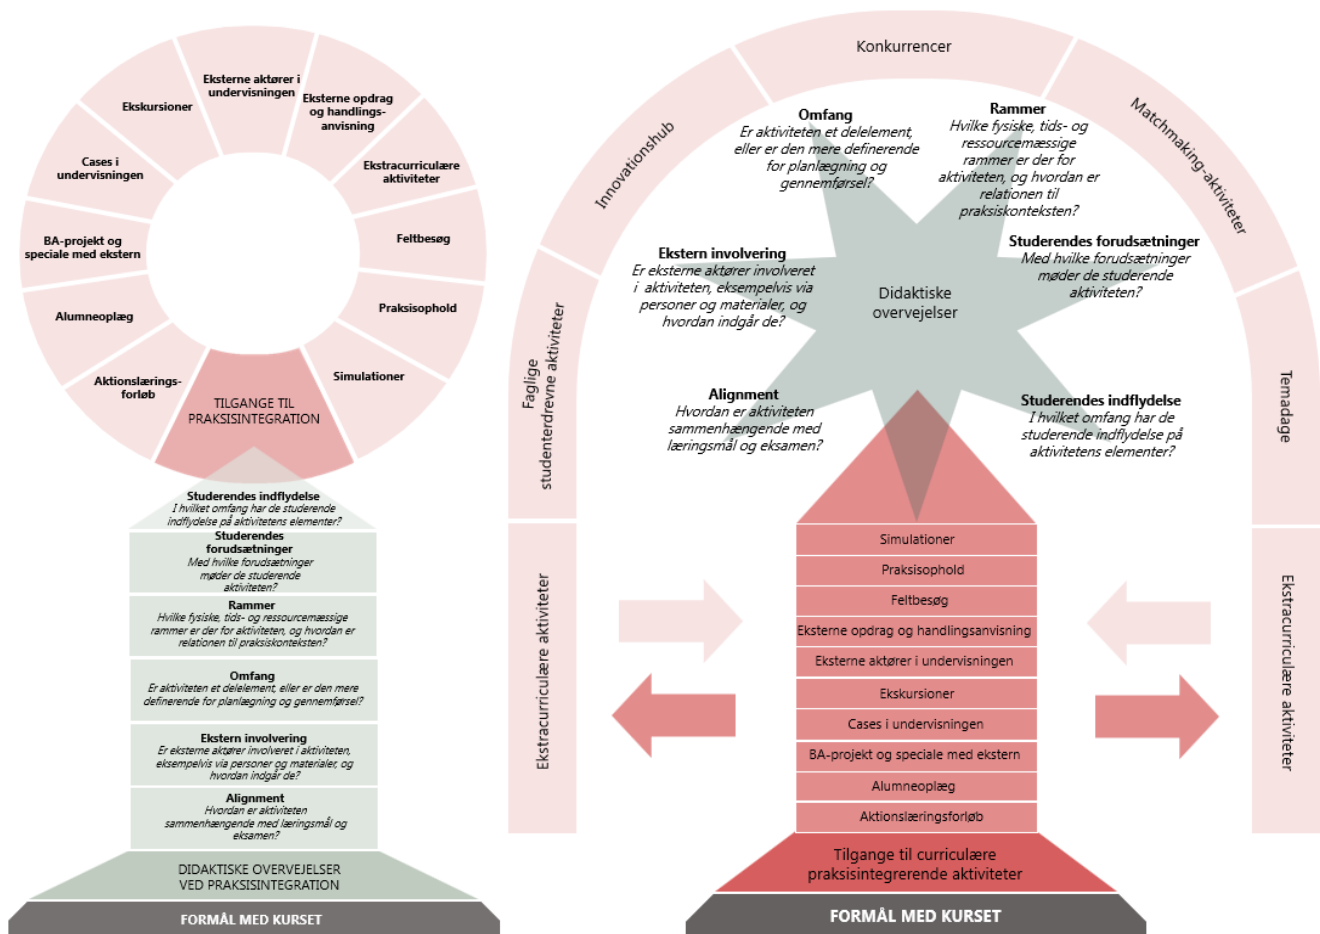 Eksterne aktører i
undervisningen
Eksterne opdrag
og handlings-
anvisning
Ekstracurriculære
aktiviteter
Feltbesøg
Praksisophold
Simulationer
TILGANGE TIL
PRAKSISINTEGRATION
Aktionslærings-
forløb
Alumneoplæg
BA-projekt og
speciale med ekstern
Cases i
undervisningen
Ekskursioner
Studerendes indflydelse
I hvilket omfang har de studerende
indflydelse på aktivitetens elementer?
Studerendes
forudsætninger
Med hvilke forudsætninger
møder de studerende
aktiviteten?
Rammer
Hvilke fysiske, tids- og ressourcemæssige
rammer er der for aktiviteten, og hvordan er
relationen til praksiskonteksten?
Omfang
Er aktiviteten et delelement, eller er den mere
definerende for planlægning og gennemførsel?
Ekstern involvering
Er eksterne aktører involveret i aktiviteten,
eksempelvis via personer og materialer, og
hvordan indgår de?
Alignment
Hvordan er aktiviteten
sammenhængende med læringsmål og
eksamen?
DIDAKTISKE OVERVEJELSER
VED PRAKSISINTEGRATION
FORMÅL MED KURSET
Ekstracurriculære aktiviteter
Faglige
studenterdrevne aktiviteter
Innovationshub
Konkurrencer
Matchmaking-aktiviteter
Temadage
Ekstracurriculære aktiviteter
Omfang
Er aktiviteten et delelement,
eller er den mere definerende
for planlægning og
gennemførsel?
Rammer
Hvilke fysiske, tids- og
ressourcemæssige
rammer er der for
aktiviteten, og hvordan er
relationen til
praksiskonteksten?
Ekstern involvering
Er eksterne aktører involveret
i aktiviteten, eksempelvis via
personer og materialer, og
hvordan indgår de?
Studerendes forudsætninger
Med hvilke forudsætninger
møder de studerende
aktiviteten?
Didaktiske
overvejelser
Alignment
Hvordan er aktiviteten
sammenhængende med
læringsmål og eksamen?
Studerendes indflydelse
I hvilket omfang har de
studerende indflydelse på
aktivitetens elementer?
Simulationer
Praksisophold
Feltbesøg
Eksterne opdrag og handlingsanvisning
Eksterne aktører i undervisningen
Ekskursioner
Cases i undervisningen
BA-projekt og speciale med ekstern
Alumneoplæg
Aktionslæringsforløb
Tilgange til curriculære
praksisintegrerende aktiviteter
FORMÅL MED KURSET